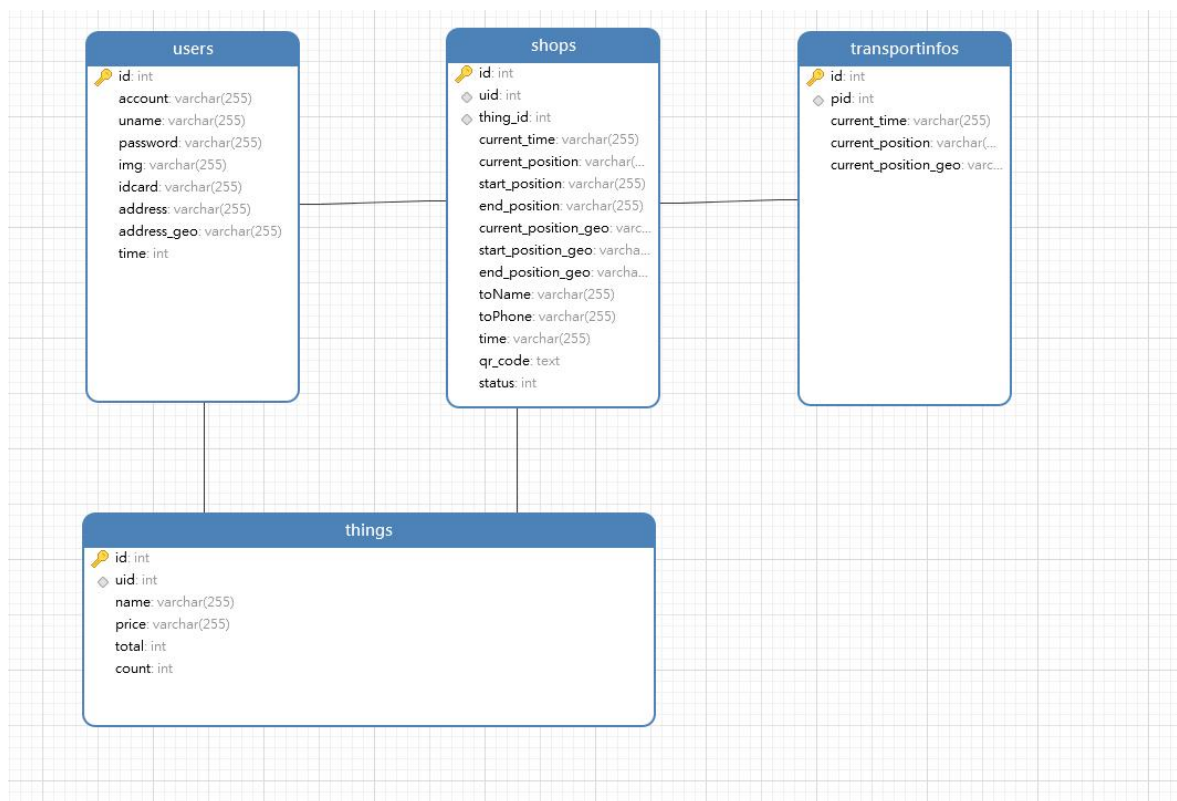 users
id: int
account: varchar(255)
uname: varchar(255)
password: varchar(255)
img: varchar(255)
idcard: varchar(255)
address: varchar(255)
address_geo: varchar(255)
time: int
shops
id: int
uid: int
thing_id: int
current_time: varchar(255)
current_position: varchar(...
start_position: varchar(255)
end_position: varchar(255)
current_position_geo: varc...
start_position_geo: varcha...
end_position_geo: varcha...
toName: varchar(255)
toPhone: varchar(255)
time: varchar(255)
qr_code: text
status: int
transportinfos
id: int
pid: int
current_time: varchar(255)
current_position: varchar(...
current_position_geo: varc...
things
id: int
uid: int
name: varchar(255)
price: varchar(255)
total: int
count: int